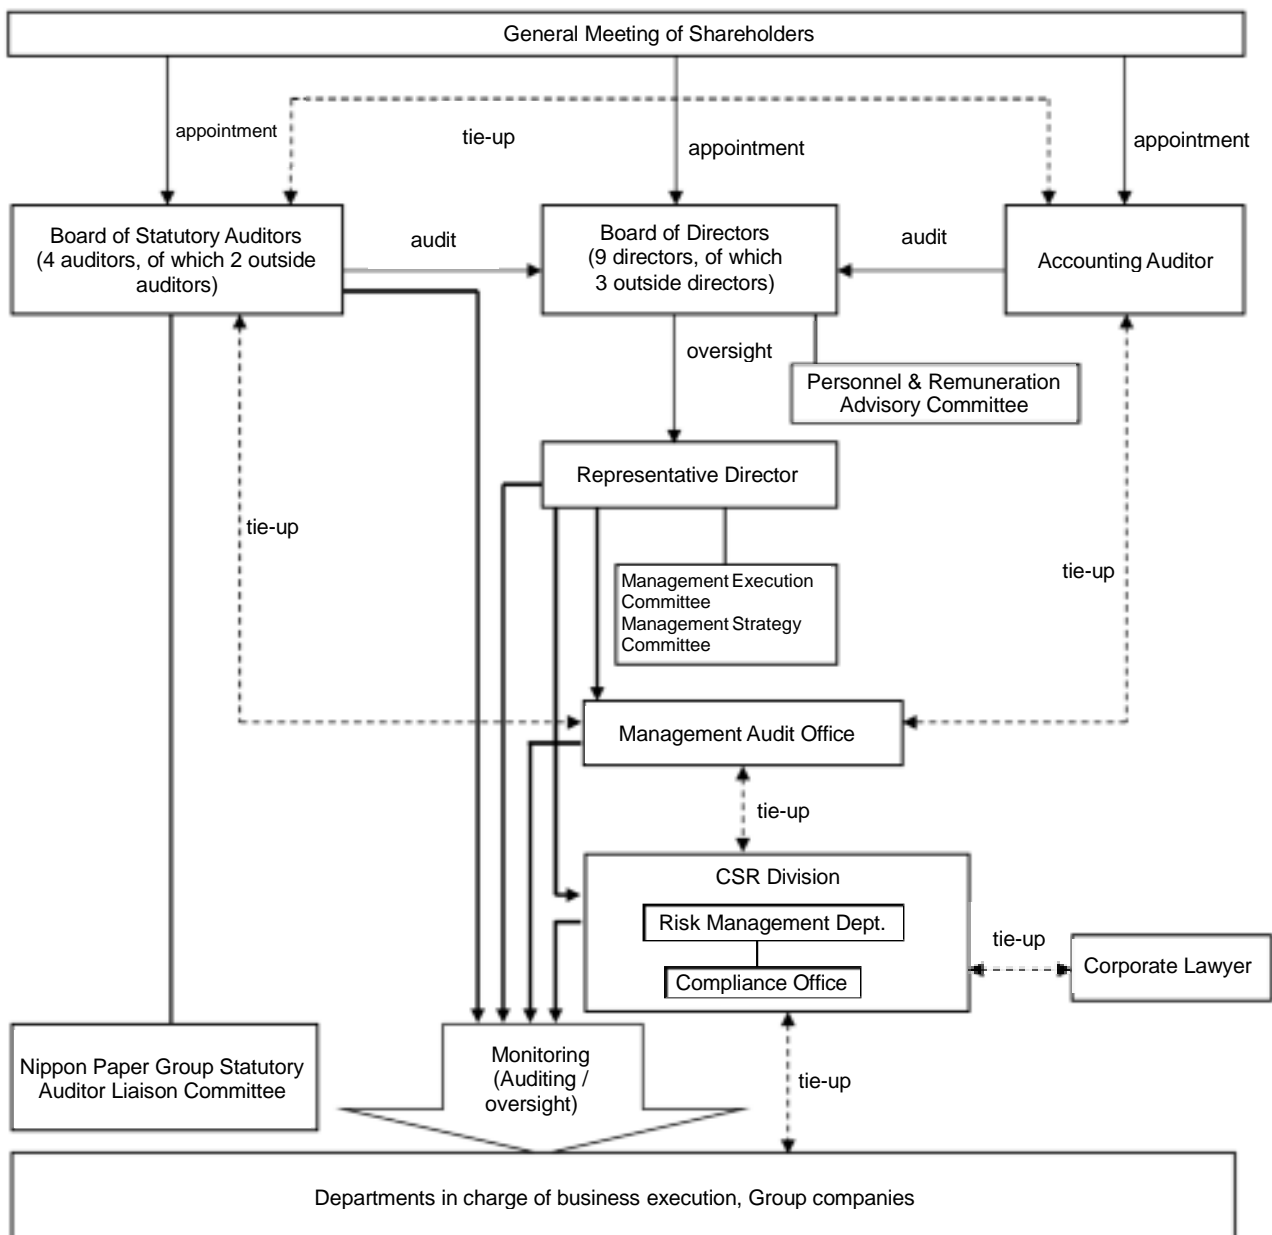 General Meeting of Shareholders
appointment
tie-up
appointment
appointment
Board of Statutory Auditors
(4 auditors, of which 2 outside
auditors)
audit
Board of Directors
(9 directors, of which
3 outside directors)
audit
Accounting Auditor
oversight
Personnel & Remuneration
Advisory Committee
Representative Director
tie-up
Management Execution
Committee
Management Strategy
Committee
tie-up
Management Audit Office
tie-up
CSR Division
Risk Management Dept.
Compliance Office
tie-up
Corporate Lawyer
Nippon Paper Group Statutory
Auditor Liaison Committee
Monitoring
(Auditing /
oversight)
tie-up
Departments in charge of business execution, Group companies